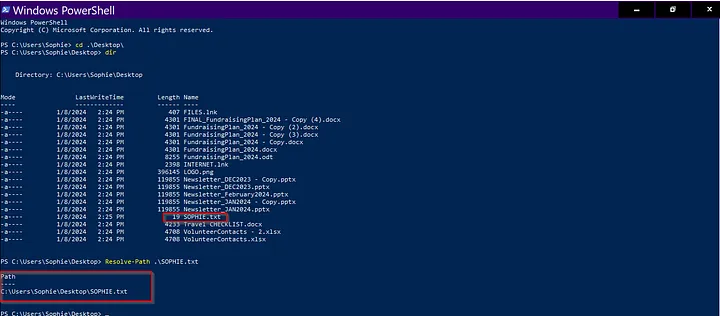 Windows PowerShell
Windows PowerShell
Copyright (C) Microsoft Corporation. All rights reserved.
PS C:\Users\Sophie> cd .\Desktop\
PS C:\Users\Sophie\Desktop> dir
Directory: C:\Users\Sophie\Desktop
Mode LastWriteTime Length Name
---- ------------- ------ ----
-a---- 1/8/2024 2:24 PM 407 FILES.lnk
-a---- 1/8/2024 2:24 PM 4301 FINAL_FundraisingPlan_2024 - Copy (4).docx
-a---- 1/8/2024 2:24 PM 4301 FundraisingPlan_2024 - Copy (2).docx
-a---- 1/8/2024 2:24 PM 4301 FundraisingPlan_2024 - Copy (3).docx
-a---- 1/8/2024 2:24 PM 4301 FundraisingPlan_2024 - Copy.docx
-a---- 1/8/2024 2:24 PM 4301 FundraisingPlan_2024.docx
-a---- 1/8/2024 2:24 PM 8255 FundraisingPlan_2024.odt
-a---- 1/8/2024 2:24 PM 2398 INTERNET.lnk
-a---- 1/8/2024 2:24 PM 396145 LOGO.png
-a---- 1/8/2024 2:24 PM 119855 Newsletter_DEC2023 - Copy.pptx
-a---- 1/8/2024 2:24 PM 119855 Newsletter_DEC2023.pptx
-a---- 1/8/2024 2:24 PM 119855 Newsletter_February2024.pptx
-a---- 1/8/2024 2:24 PM 119855 Newsletter_JAN2024 - Copy.pptx
-a---- 1/8/2024 2:24 PM 119855 Newsletter_JAN2024.pptx
-a---- 1/8/2024 2:25 PM 19 SOPHIE.txt
-a---- 1/8/2024 2:24 PM 4233 Travel CHECKLIST.docx
-a---- 1/8/2024 2:24 PM 4708 VolunteerContacts - 2.xlsx
-a---- 1/8/2024 2:24 PM 4708 VolunteerContacts.xlsx
PS C:\Users\Sophie\Desktop> Resolve-Path .\SOPHIE.txt
Path
----
C:\Users\Sophie\Desktop\SOPHIE.txt
PS C:\Users\Sophie\Desktop> _